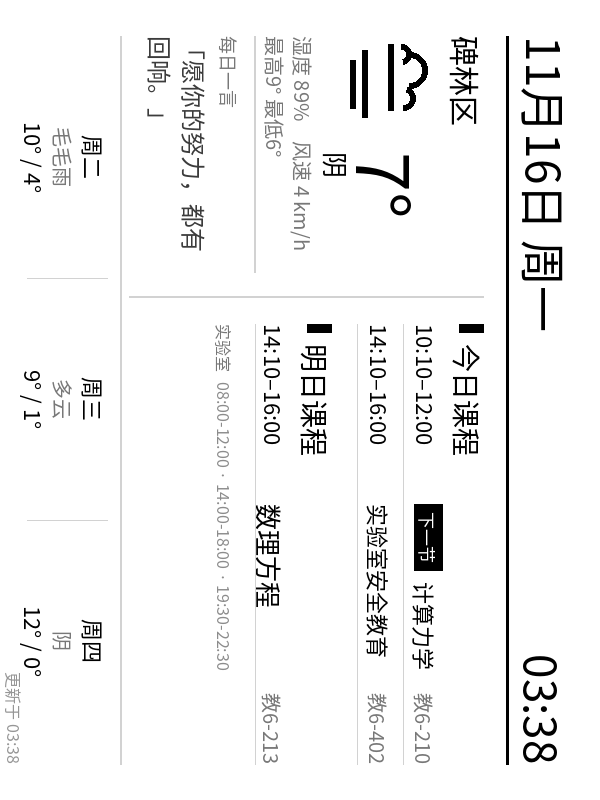 11月16日 周一
03:38
碑林区
7°
阴
湿度 89% 风速 4 km/h
最高9° 最低6°
每日一言
「愿你的努力，都有
回响。」
今日课程
10:10–12:00 下一节 计算力学 教6-210
14:10–16:00 实验室安全教育 教6-402
明日课程
14:10–16:00 数理方程 教6-213
实验室 08:00-12:00 · 14:00-18:00 · 19:30-22:30
周二
毛毛雨
10° / 4°
周三
多云
9° / 1°
周四
阴
12° / 0°
更新于 03:38